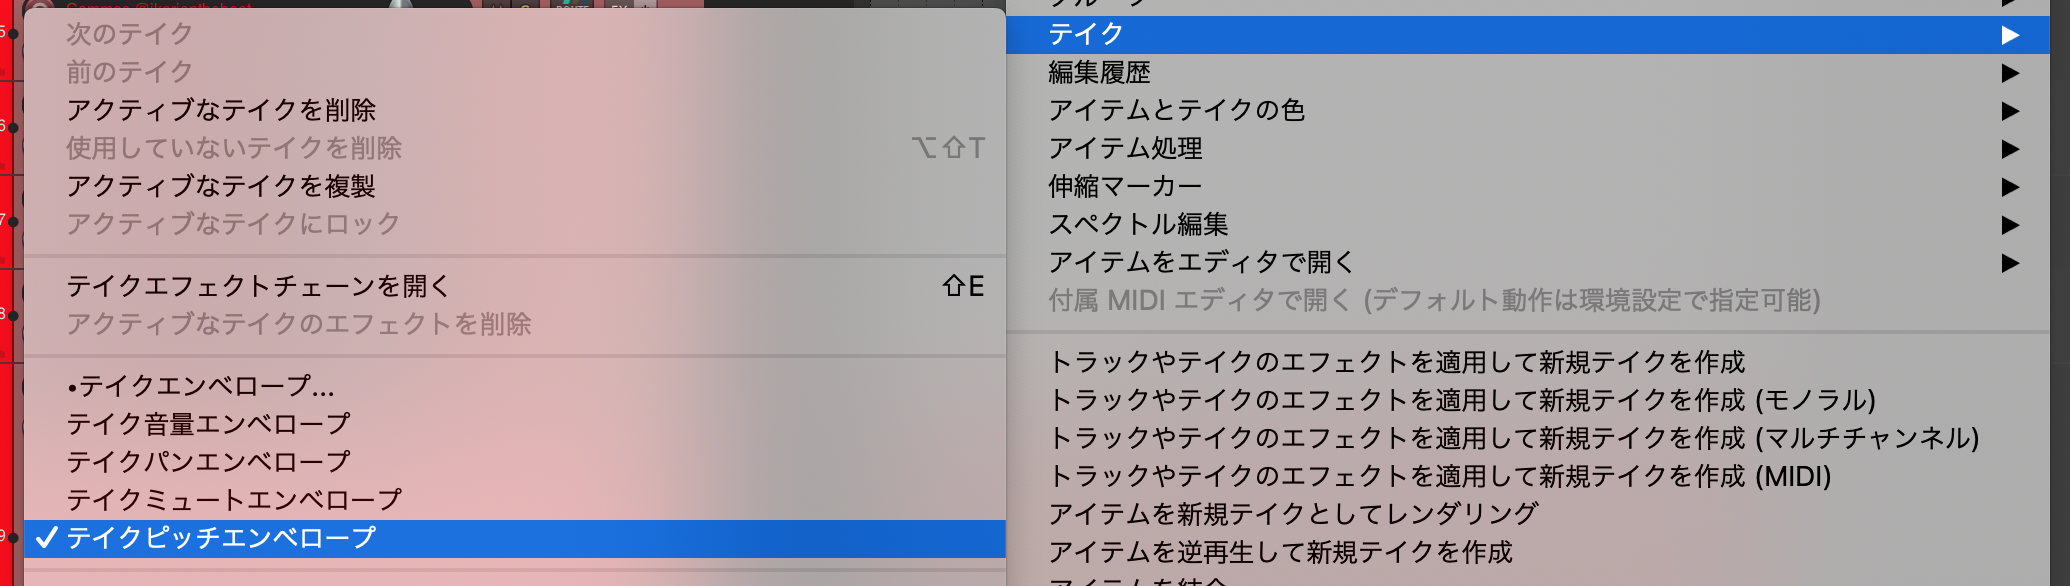 次のテイク
前のテイク
アクティブなテイクを削除
使用していないテイクを削除 ⌥⇧T
アクティブなテイクを複製
アクティブなテイクにロック
テイクエフェクトチェーンを開く ⇧E
アクティブなテイクのエフェクトを削除
•テイクエンベロープ...
テイク音量エンベロープ
テイクパンエンベロープ
テイクミュートエンベロープ
✓ テイクピッチエンベロープ
テイク ▶
編集履歴 ▶
アイテムとテイクの色 ▶
アイテム処理 ▶
伸縮マーカー ▶
スペクトル編集 ▶
アイテムをエディタで開く ▶
付属 MIDI エディタで開く (デフォルト動作は環境設定で指定可能)
トラックやテイクのエフェクトを適用して新規テイクを作成
トラックやテイクのエフェクトを適用して新規テイクを作成 (モノラル)
トラックやテイクのエフェクトを適用して新規テイクを作成 (マルチチャンネル)
トラックやテイクのエフェクトを適用して新規テイクを作成 (MIDI)
アイテムを新規テイクとしてレンダリング
アイテムを逆再生して新規テイクを作成
5
6
7
8
9